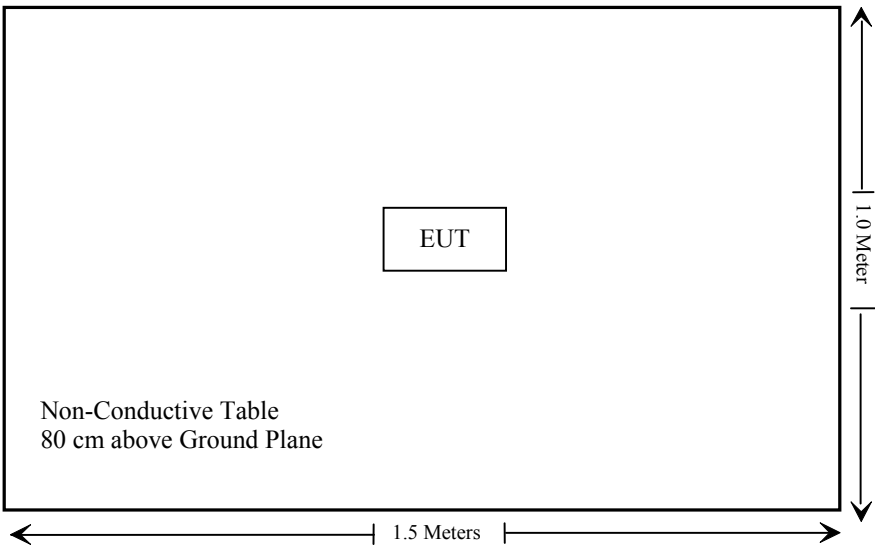 EUT
1.0 Meter
Non-Conductive Table
80 cm above Ground Plane
1.5 Meters